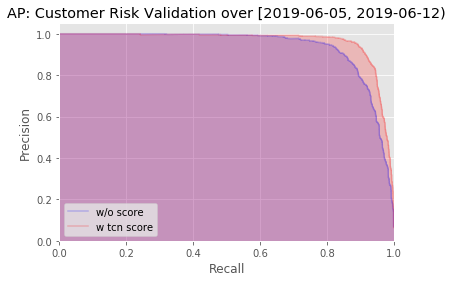 AP: Customer Risk Validation over [2019-06-05, 2019-06-12)
1.0
0.8
0.6
0.4
0.2
0.0
Precision
w/o score
w tcn score
0.0 0.2 0.4 0.6 0.8 1.0
Recall